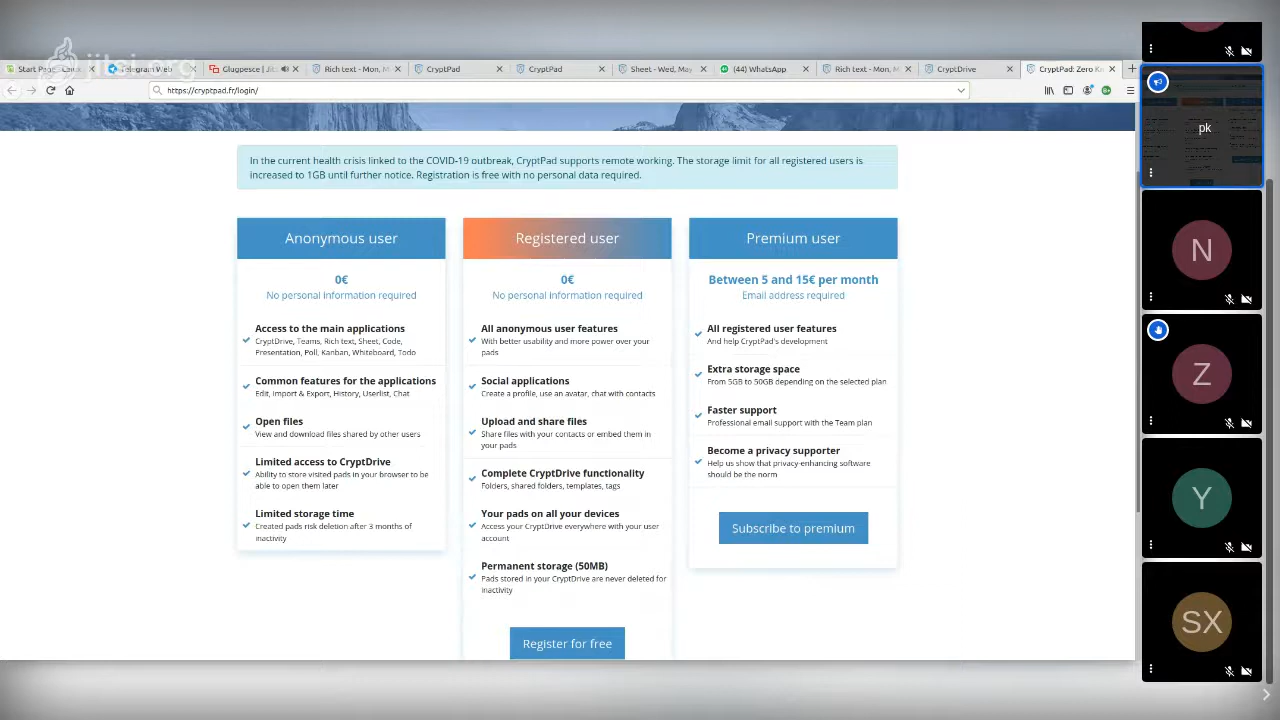 jitsi.org
Start Page
Telegram Web
Glugpesce | Jits
Rich text - Mon, M
CryptPad
CryptPad
Sheet - Wed, May
(44) WhatsApp
Rich text - Mon, M
CryptDrive
CryptPad: Zero Kn
https://cryptpad.fr/login/
In the current health crisis linked to the COVID-19 outbreak, CryptPad supports remote working. The storage limit for all registered users is
increased to 1GB until further notice. Registration is free with no personal data required.
Anonymous user
0€
No personal information required
Access to the main applications
CryptDrive, Teams, Rich text, Sheet, Code,
Presentation, Poll, Kanban, Whiteboard, Todo
Common features for the applications
Edit, Import & Export, History, Userlist, Chat
Open files
View and download files shared by other users
Limited access to CryptDrive
Ability to store visited pads in your browser to be
able to open them later
Limited storage time
Created pads risk deletion after 3 months of
inactivity
Registered user
0€
No personal information required
All anonymous user features
With better usability and more power over your
pads
Social applications
Create a profile, use an avatar, chat with contacts
Upload and share files
Share files with your contacts or embed them in
your pads
Complete CryptDrive functionality
Folders, shared folders, templates, tags
Your pads on all your devices
Access your CryptDrive everywhere with your user
account
Permanent storage (50MB)
Pads stored in your CryptDrive are never deleted for
inactivity
Register for free
Premium user
Between 5 and 15€ per month
Email address required
All registered user features
And help CryptPad's development
Extra storage space
From 5GB to 50GB depending on the selected plan
Faster support
Professional email support with the Team plan
Become a privacy supporter
Help us show that privacy-enhancing software
should be the norm
Subscribe to premium
pk
N
Z
Y
SX